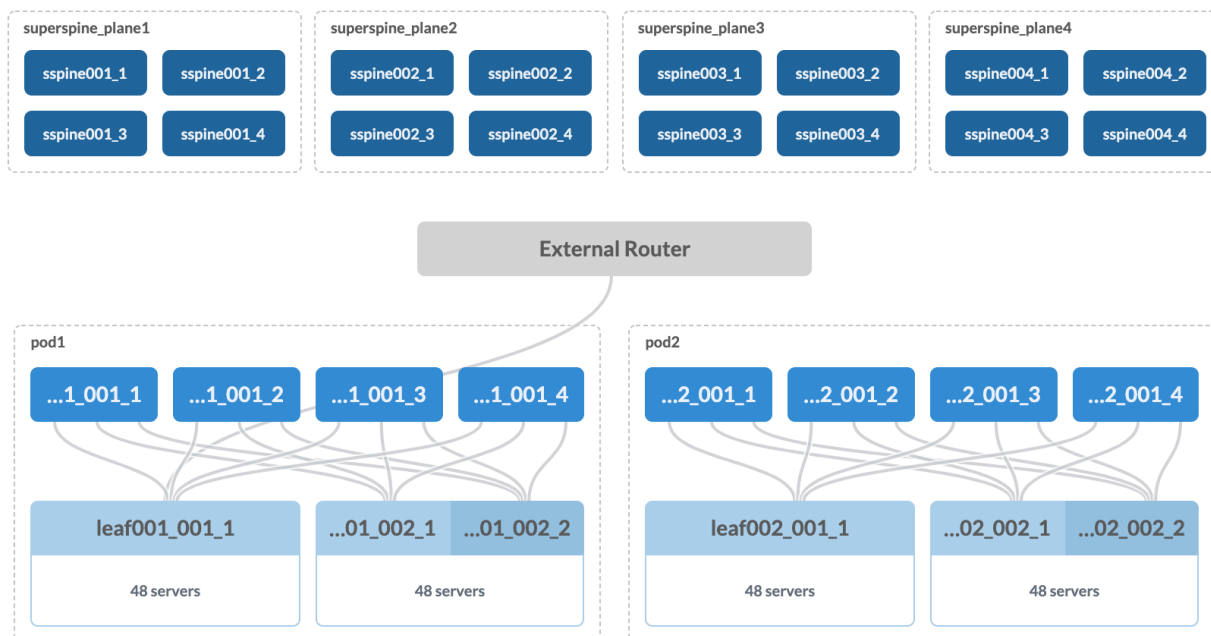 superspine_plane1
sspine001_1
sspine001_2
sspine001_3
sspine001_4
superspine_plane2
sspine002_1
sspine002_2
sspine002_3
sspine002_4
superspine_plane3
sspine003_1
sspine003_2
sspine003_3
sspine003_4
superspine_plane4
sspine004_1
sspine004_2
sspine004_3
sspine004_4
External Router
pod1
...1_001_1
...1_001_2
...1_001_3
...1_001_4
leaf001_001_1
...01_002_1
...01_002_2
48 servers
48 servers
pod2
...2_001_1
...2_001_2
...2_001_3
...2_001_4
leaf002_001_1
...02_002_1
...02_002_2
48 servers
48 servers